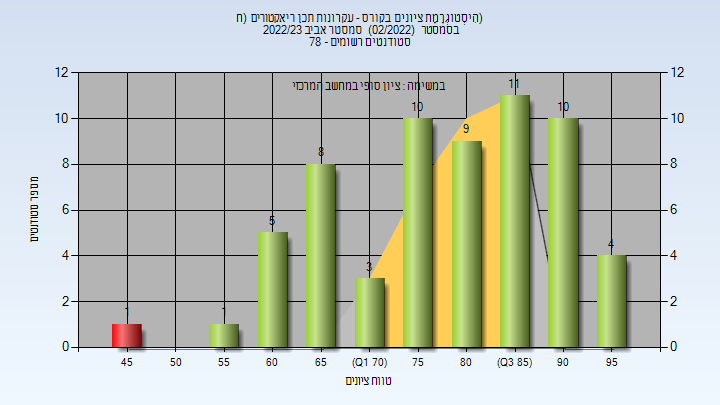 (הִיסְטוֹגְרָמַת ציונים בקורס - עקרונות תכן ריאקטורים (ח
בסמסטר (02/2022) סמסטר אביב 2022/23
סטודנטים רשומים - 78
במשימה : ציון סופי במחשב המרכזי
12 12
11
10 10 10 10
9
8 8 8
6 6
5
4 4 4
3
2 2
1 1
0 0
45 50 55 60 65 (Q1 70) 75 80 (Q3 85) 90 95
מספר סטודנטים
טווח ציונים